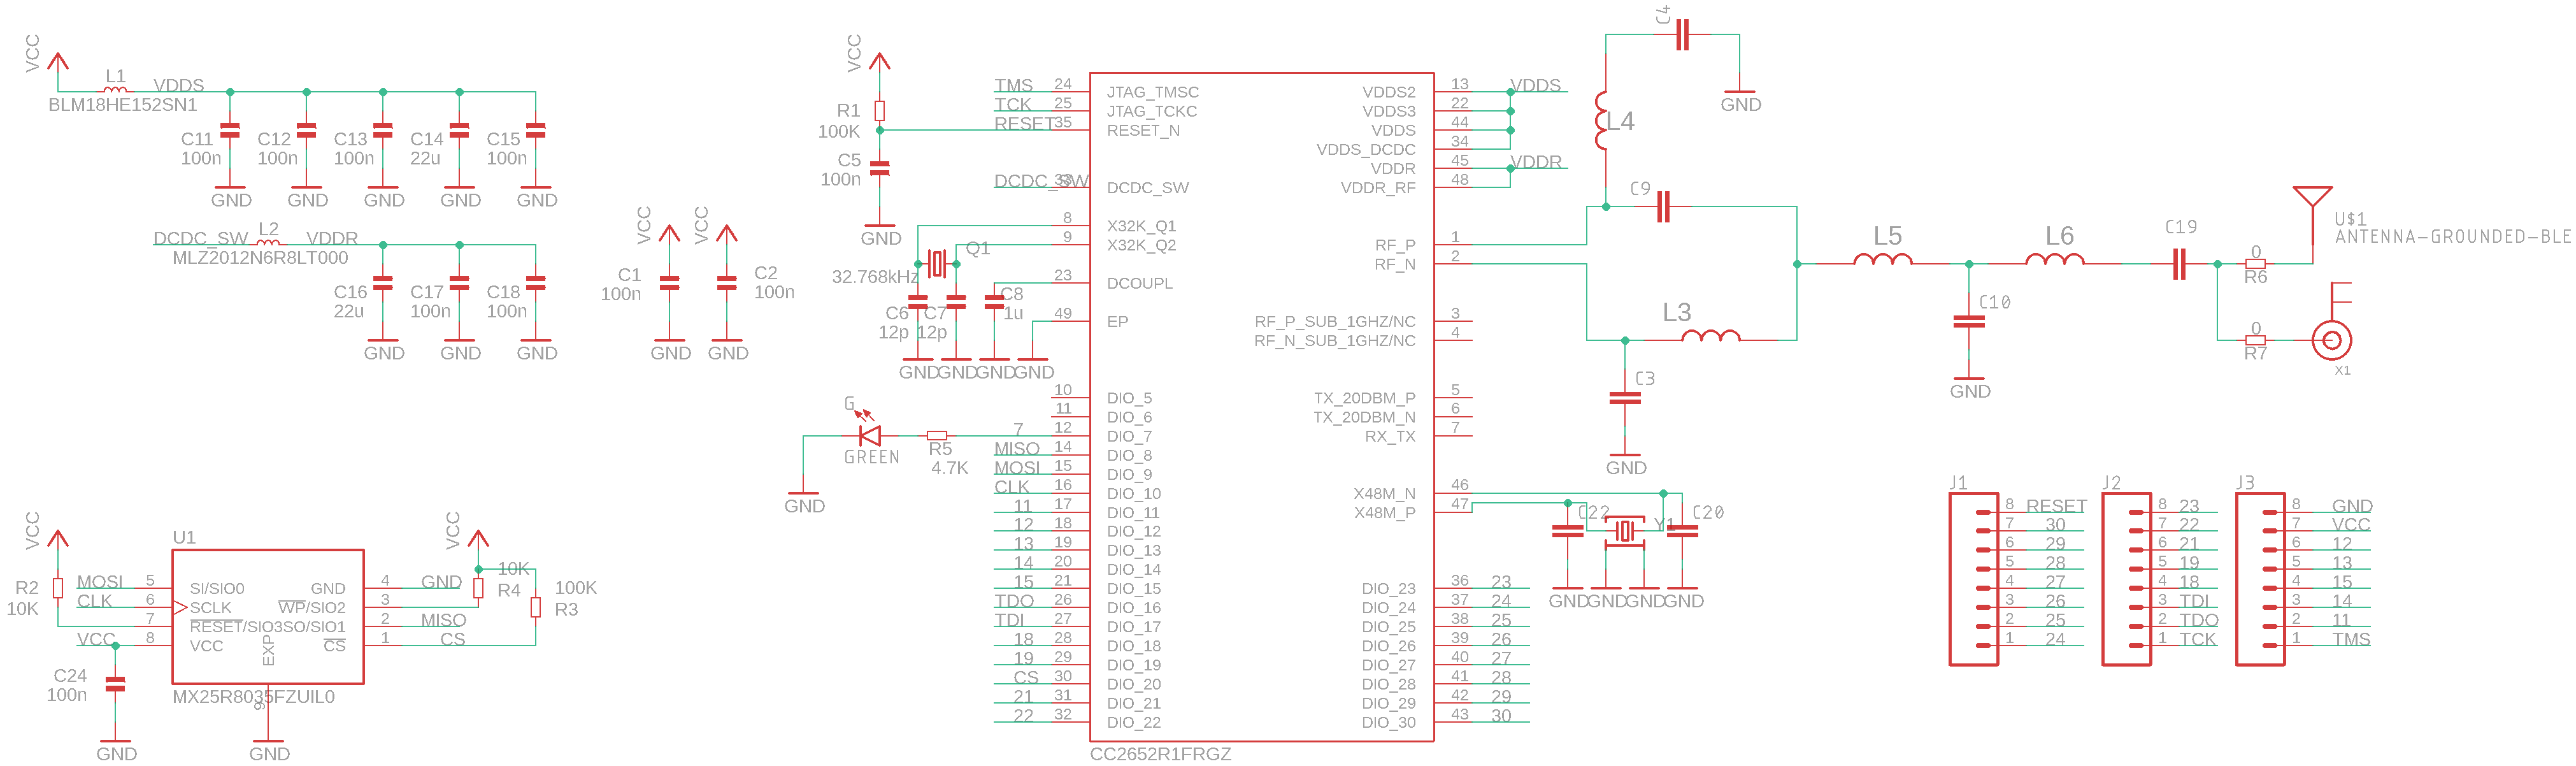 VCC
L1
VDDS
BLM18HE152SN1
C11
100n
C12
100n
C13
100n
C14
22u
C15
100n
GND
GND
GND
GND
GND
DCDC_SW
L2
VDDR
MLZ2012N6R8LT000
C16
22u
C17
100n
C18
100n
GND
GND
GND
VCC
VCC
C1
100n
C2
100n
GND
GND
VCC
R1
100K
C5
100n
GND
TMS 24 JTAG_TMSC
TCK 25 JTAG_TCKC
RESET 35 RESET_N
DCDC_SW 33 DCDC_SW
8 X32K_Q1
9 X32K_Q2
Q1
32.768kHz
23 DCOUPL
C6
12p
C7
12p
C8
1u
49 EP
GND GND GND GND
10 DIO_5
11 DIO_6
7 12 DIO_7
MISO 14 DIO_8
MOSI 15 DIO_9
CLK 16 DIO_10
11 17 DIO_11
12 18 DIO_12
13 19 DIO_13
14 20 DIO_14
15 21 DIO_15
TDO 26 DIO_16
TDI 27 DIO_17
18 28 DIO_18
19 29 DIO_19
CS 30 DIO_20
21 31 DIO_21
22 32 DIO_22
G
GREEN
R5
4.7K
GND
CC2652R1FRGZ
VDDS2 13 VDDS
VDDS3 22
VDDS 44
VDDS_DCDC 34
VDDR 45 VDDR
VDDR_RF 48
RF_P 1
RF_N 2
RF_P_SUB_1GHZ/NC 3
RF_N_SUB_1GHZ/NC 4
TX_20DBM_P 5
TX_20DBM_N 6
RX_TX 7
X48M_N 46
X48M_P 47
DIO_23 36 23
DIO_24 37 24
DIO_25 38 25
DIO_26 39 26
DIO_27 40 27
DIO_28 41 28
DIO_29 42 29
DIO_30 43 30
C4
GND
L4
C9
L3
C3
GND
C22
Y1
C20
GND GND GND GND
L5
L6
C10
GND
C19
0
R6
0
R7
U$1
ANTENNA-GROUNDED-BLE
X1
VCC
R2
10K
U1
MOSI 5 SI/SIO0
CLK 6 SCLK
7 RESET/SIO3
VCC 8 VCC
GND 4 GND
WP/SIO2 3
SO/SIO1 2 MISO
CS 1 CS
EXP
9
MX25R8035FZUIL0
C24
100n
GND
GND
VCC
10K
R4
100K
R3
J1
8 RESET
7 30
6 29
5 28
4 27
3 26
2 25
1 24
J2
8 23
7 22
6 21
5 19
4 18
3 TDI
2 TDO
1 TCK
J3
8 GND
7 VCC
6 12
5 13
4 15
3 14
2 11
1 TMS